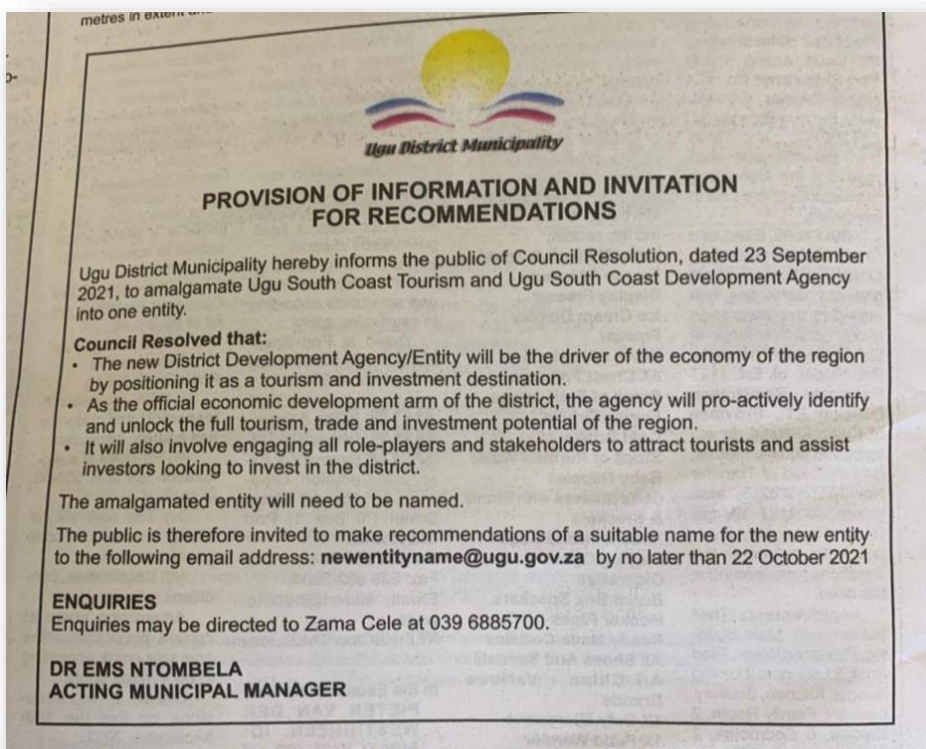 metres in extent
Ugu District Municipality
PROVISION OF INFORMATION AND INVITATION
FOR RECOMMENDATIONS
Ugu District Municipality hereby informs the public of Council Resolution, dated 23 September
2021, to amalgamate Ugu South Coast Tourism and Ugu South Coast Development Agency
into one entity.
Council Resolved that:
• The new District Development Agency/Entity will be the driver of the economy of the region
by positioning it as a tourism and investment destination.
• As the official economic development arm of the district, the agency will pro-actively identify
and unlock the full tourism, trade and investment potential of the region.
• It will also involve engaging all role-players and stakeholders to attract tourists and assist
investors looking to invest in the district.
The amalgamated entity will need to be named.
The public is therefore invited to make recommendations of a suitable name for the new entity
to the following email address: newentityname@ugu.gov.za by no later than 22 October 2021
ENQUIRIES
Enquiries may be directed to Zama Cele at 039 6885700.
DR EMS NTOMBELA
ACTING MUNICIPAL MANAGER